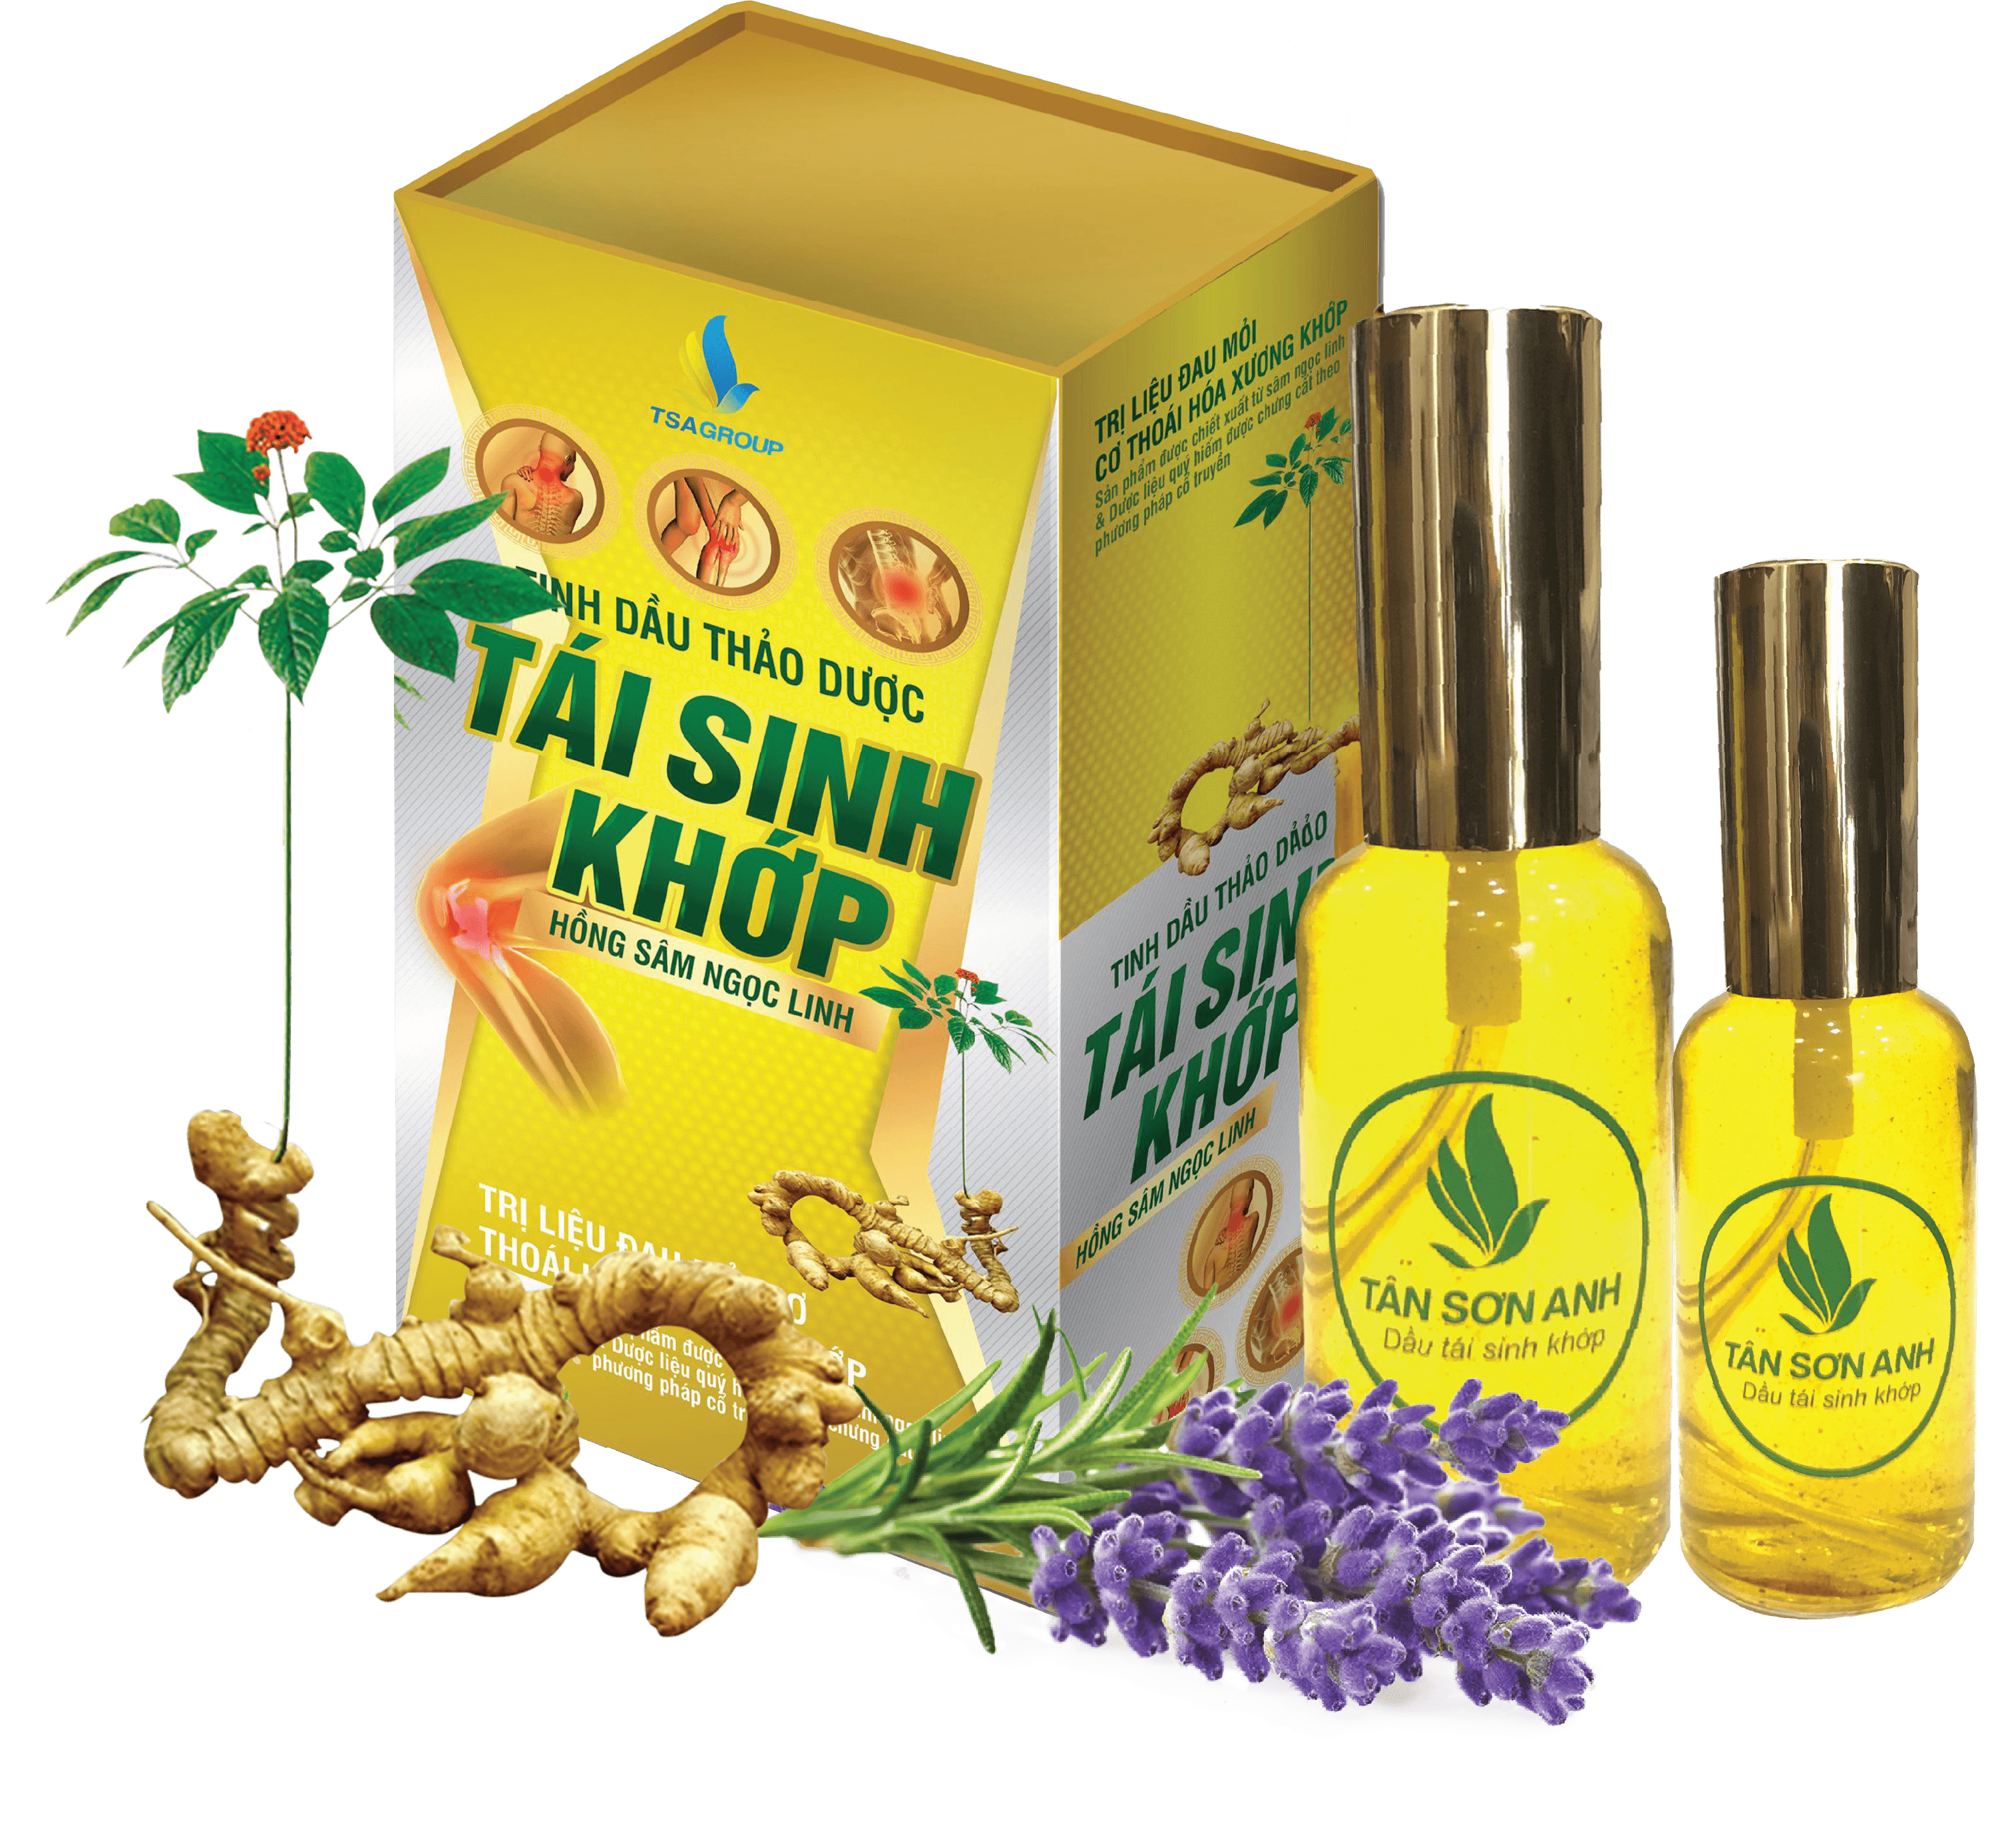 TSAGROUP
TINH DẦU THẢO DƯỢC
TÁI SINH
KHỚP
HỒNG SÂM NGỌC LINH
TRỊ LIỆU
THOÁI
Dược liệu quý
phương pháp cổ
TRỊ LIỆU ĐAU MỎI
CƠ THOÁI HÓA XƯƠNG KHỚP
Sản phẩm được chiết xuất từ sâm ngọc linh
& Dược liệu quý hiếm được chưng cất theo
phương pháp cổ truyền
TINH DẦU THẢO
TÁI
KHỚP
HỒNG SÂM NGỌC LINH
TÂN SƠN ANH
Dầu tái sinh khớp
TÂN SƠN ANH
Dầu tái sinh khớp